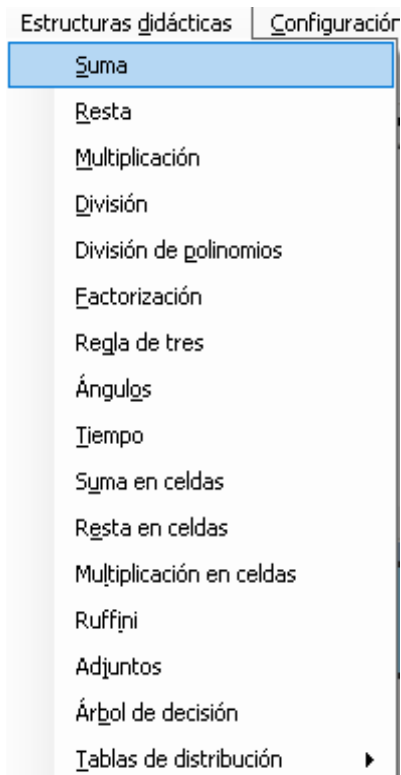 Estructuras didácticas Configuración
Suma
Resta
Multiplicación
División
División de polinomios
Factorización
Regla de tres
Ángulos
Tiempo
Suma en celdas
Resta en celdas
Multiplicación en celdas
Ruffini
Adjuntos
Árbol de decisión
Tablas de distribución